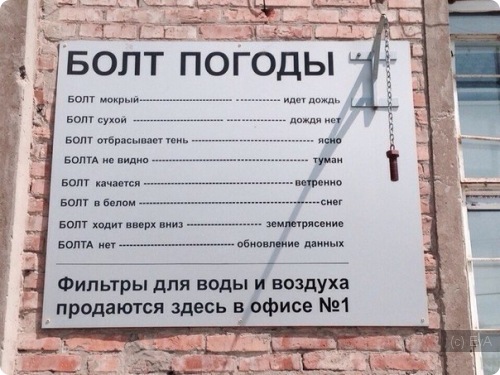 БОЛТ ПОГОДЫ
БОЛТ мокрый---------------------- ----------идет дождь
БОЛТ сухой ---------------------- --------------дождя нет
БОЛТ отбрасывает тень ------------------------- ясно
БОЛТА не видно ------------------------------------ туман
БОЛТ качается ----------------------------------- ветренно
БОЛТ в белом ------------------------------------------снег
БОЛТ ходит вверх вниз ----------------- землетрясение
БОЛТА нет ------------------------ обновление данных
Фильтры для воды и воздуха
продаются здесь в офисе №1
(c) E/A